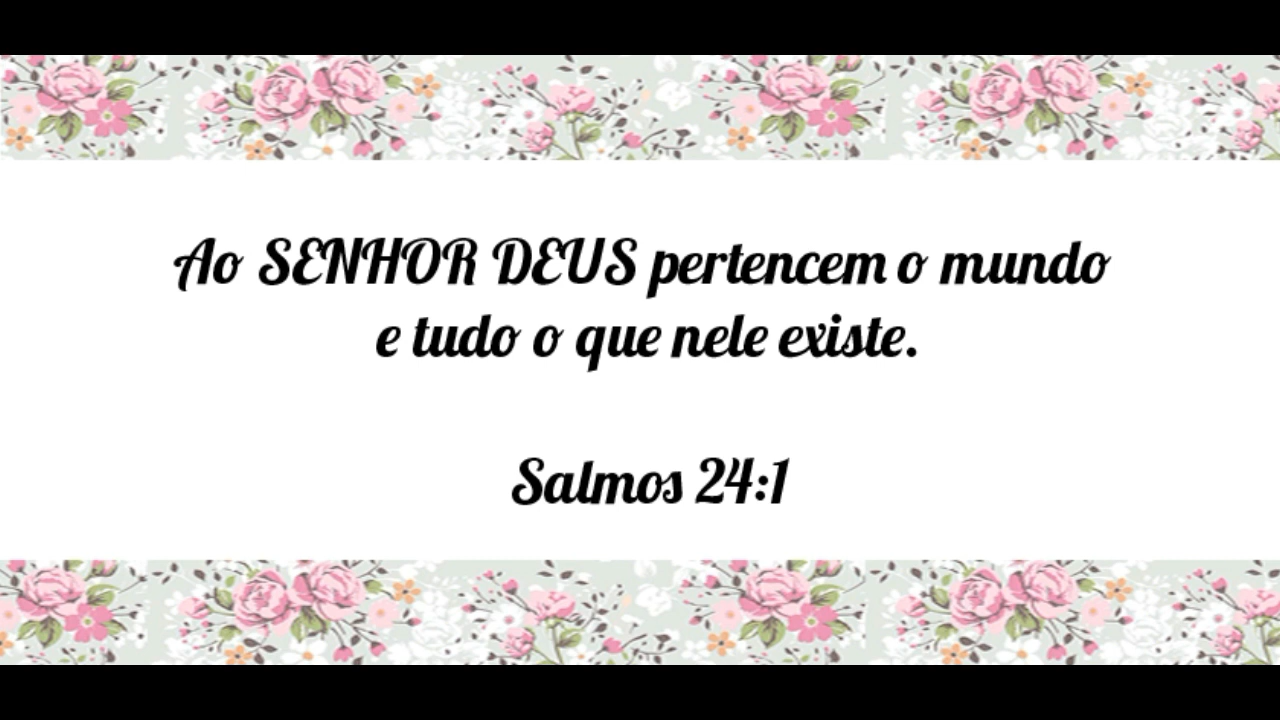 Ao SENHOR DEUS pertencem o mundo
e tudo o que nele existe.
Salmos 24:1